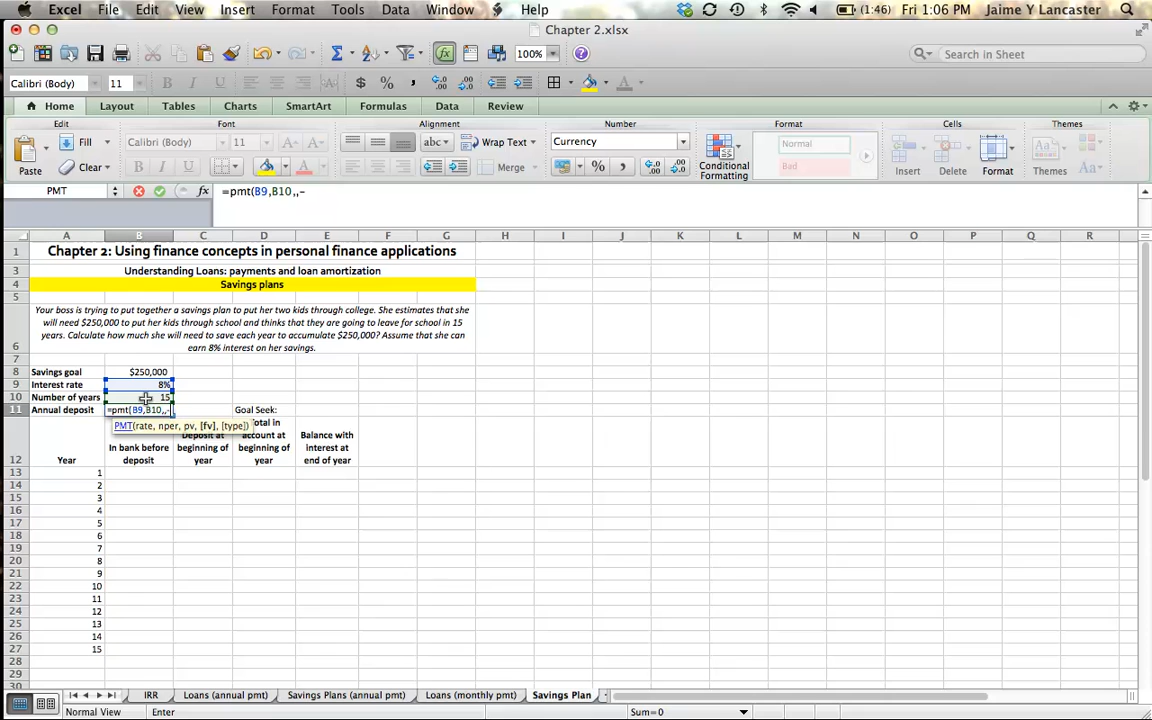 Excel File Edit View Insert Format Tools Data Window Help (1:46) Fri 1:06 PM Jaime Y Lancaster
Chapter 2.xlsx
100% Search in Sheet
Calibri (Body) 11 B I U $ % ,
Home Layout Tables Charts SmartArt Formulas Data Review
Edit Font Alignment Number Format Cells Themes
Paste Fill Clear Calibri (Body) 11 B I U A abc Wrap Text Merge Currency % , Conditional Formatting Normal Bad Insert Delete Format Themes Aa
PMT fx =pmt(B9,B10,,-
A B C D E F G H I J K L M N O P Q R
1 Chapter 2: Using finance concepts in personal finance applications
3 Understanding Loans: payments and loan amortization
4 Savings plans
5
Your boss is trying to put together a savings plan to put her two kids through college. She estimates that she
will need $250,000 to put her kids through school and thinks that they are going to leave for school in 15
years. Calculate how much she will need to save each year to accumulate $250,000? Assume that she can
6 earn 8% interest on her savings.
7
8 Savings goal $250,000
9 Interest rate 8%
10 Number of years 15
11 Annual deposit =pmt(B9,B10,,- Goal Seek:
PMT(rate, nper, pv, [fv], [type])
12 Year In bank before deposit Deposit at beginning of year Total in account at beginning of year Balance with interest at end of year
13 1
14 2
15 3
16 4
17 5
18 6
19 7
20 8
21 9
22 10
23 11
24 12
25 13
26 14
27 15
28
29
30
IRR Loans (annual pmt) Savings Plans (annual pmt) Loans (monthly pmt) Savings Plan
Normal View Enter Sum=0